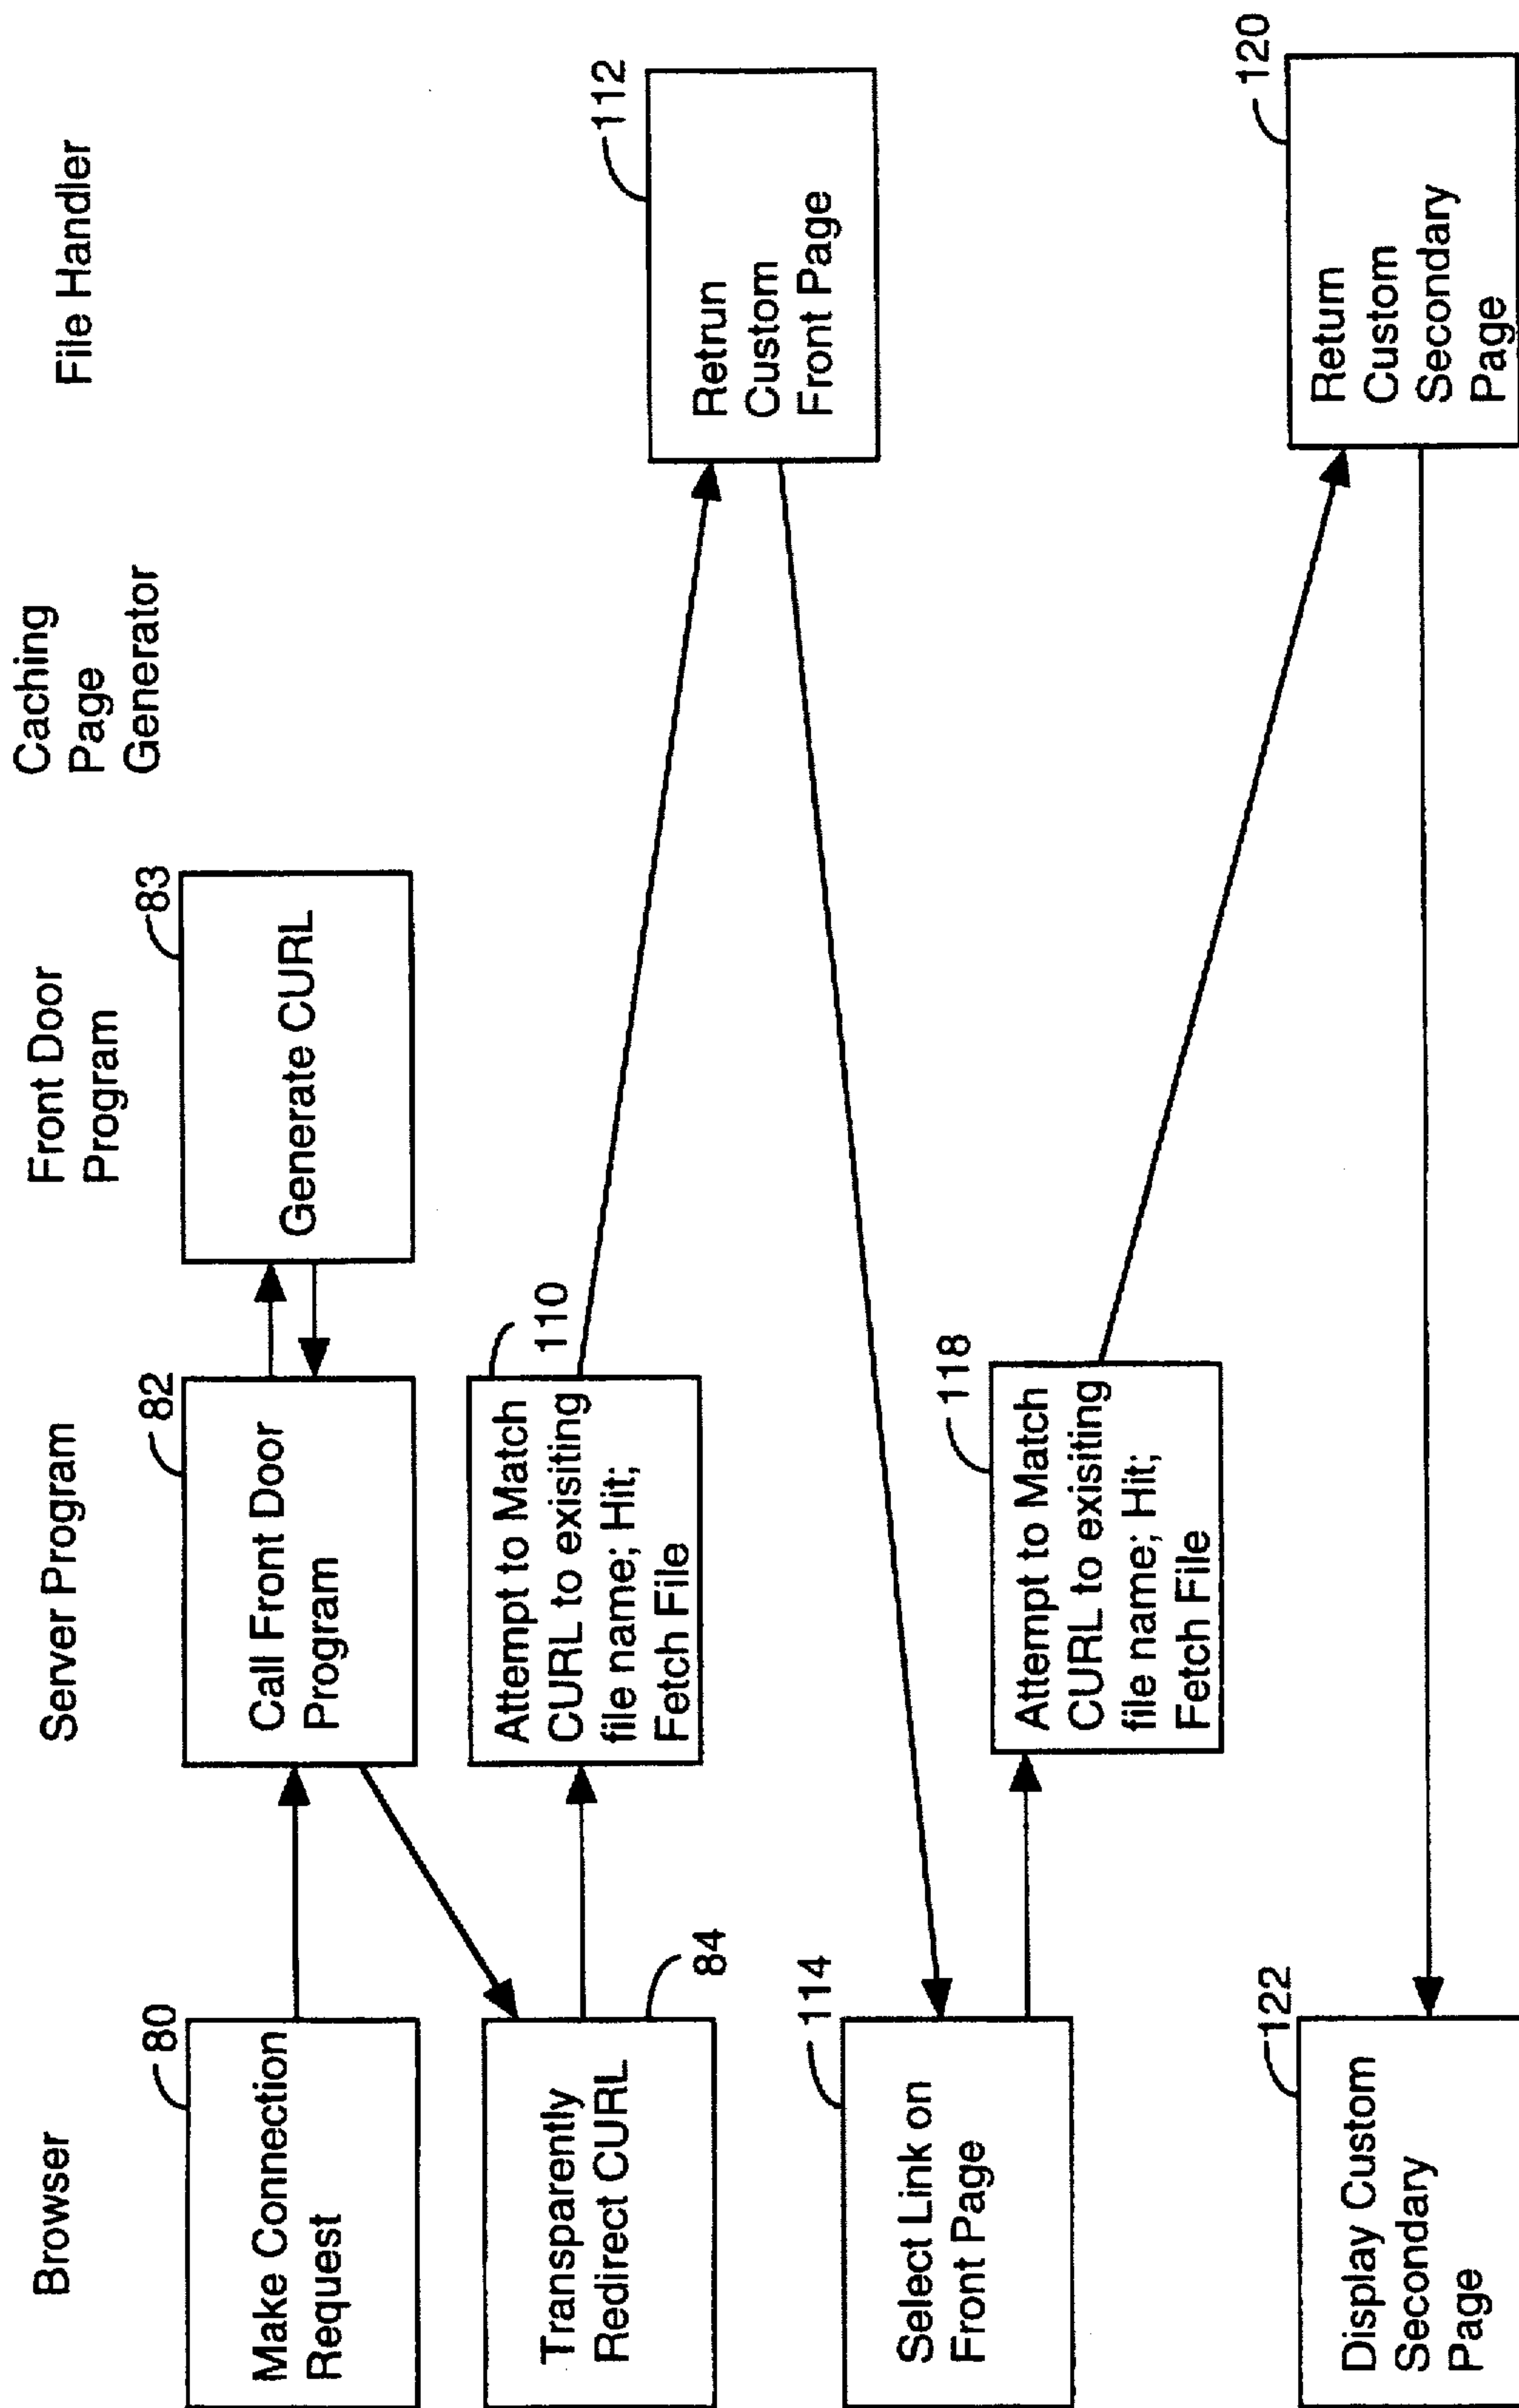 Browser
Server Program
Front Door
Program
Caching
Page
Generator
File Handler
80
Make Connection
Request
82
Call Front Door
Program
83
Generate CURL
Transparently
Redirect CURL
84
110
Attempt to Match
CURL to exisiting
file name; Hit;
Fetch File
112
Retrun
Custom
Front Page
114
Select Link on
Front Page
118
Attempt to Match
CURL to exisiting
file name; Hit;
Fetch File
120
Return
Custom
Secondary
Page
122
Display Custom
Secondary
Page